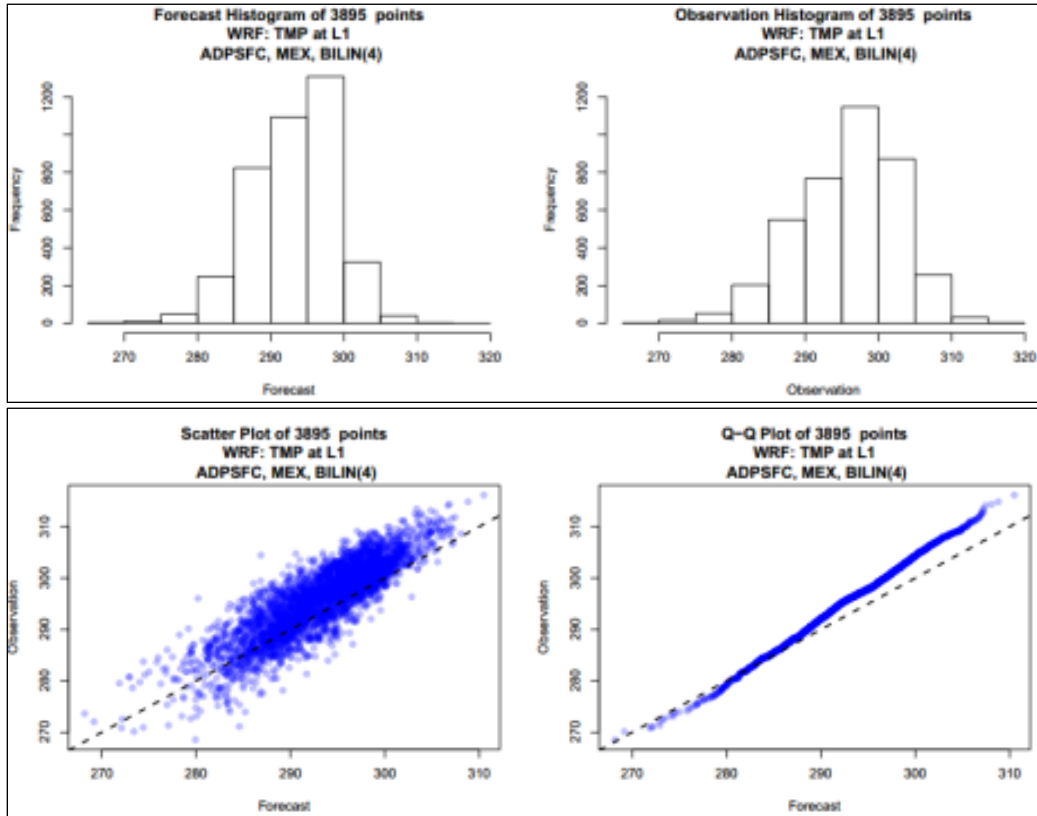 Forecast Histogram of 3895 points
WRF: TMP at L1
ADPSFC, MEX, BILIN(4)
Frequency
0 200 400 600 800 1200
270 280 290 300 310 320
Forecast
Observation Histogram of 3895 points
WRF: TMP at L1
ADPSFC, MEX, BILIN(4)
Frequency
0 200 400 600 800 1200
270 280 290 300 310 320
Observation
Scatter Plot of 3895 points
WRF: TMP at L1
ADPSFC, MEX, BILIN(4)
Observation
270 280 290 300 310
270 280 290 300 310
Forecast
Q-Q Plot of 3895 points
WRF: TMP at L1
ADPSFC, MEX, BILIN(4)
Observation
270 280 290 300 310
270 280 290 300 310
Forecast